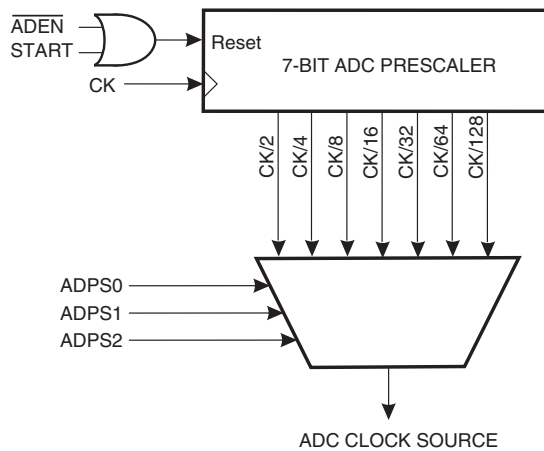 ADEN
START
Reset
7-BIT ADC PRESCALER
CK
CK/2
CK/4
CK/8
CK/16
CK/32
CK/64
CK/128
ADPS0
ADPS1
ADPS2
ADC CLOCK SOURCE